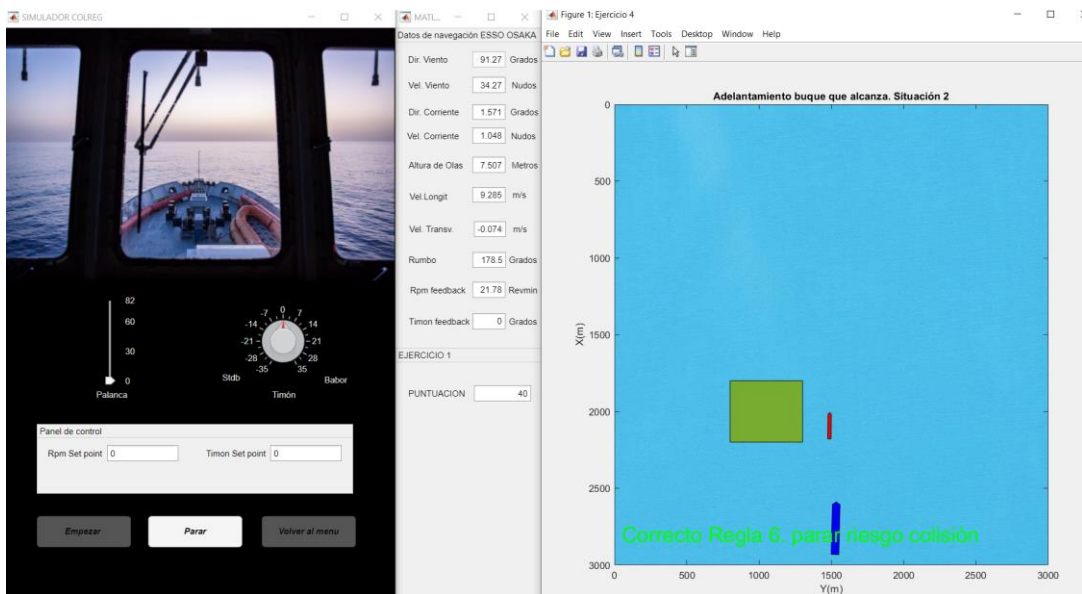 SIMULADOR COLREG
82
60
30
0
Palanca
0
-7 7
-14 14
-21 21
-28 28
-35 35
Stdb Babor
Timón
Panel de control
Rpm Set point 0 Timon Set point 0
Empezar Parar Volver al menu
MATL...
Datos de navegación ESSO OSAKA
Dir. Viento 91.27 Grados
Vel. Viento 34.27 Nudos
Dir. Corriente 1.571 Grados
Vel. Corriente 1.048 Nudos
Altura de Olas 7.507 Metros
Vel.Longit 9.285 m/s
Vel. Transv. -0.074 m/s
Rumbo 178.5 Grados
Rpm feedback 21.78 Revmin
Timon feedback 0 Grados
EJERCICIO 1
PUNTUACION 40
Figure 1: Ejercicio 4
File Edit View Insert Tools Desktop Window Help
Adelantamiento buque que alcanza. Situación 2
0
500
1000
1500
2000
2500
3000
X(m)
Correcto Regla 6. parar riesgo colisión
0 500 1000 1500 2000 2500 3000
Y(m)